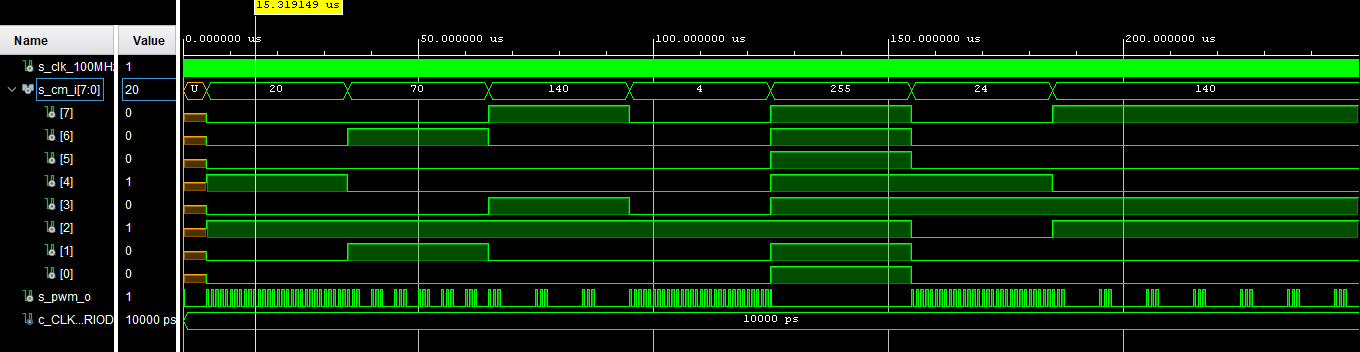 15.319149 us
Name Value
0.000000 us 50.000000 us 100.000000 us 150.000000 us 200.000000 us
s_clk_100MH 1
s_cm_i[7:0] 20 U 20 70 140 4 255 24 140
[7] 0
[6] 0
[5] 0
[4] 1
[3] 0
[2] 1
[1] 0
[0] 0
s_pwm_o 1
c_CLK...RIOD 10000 ps 10000 ps